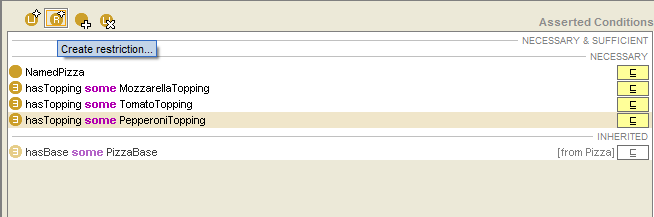 Asserted Conditions
Create restriction...
NECESSARY & SUFFICIENT
NECESSARY
NamedPizza
∃ hasTopping some MozzarellaTopping ⊑
∃ hasTopping some TomatoTopping ⊑
∃ hasTopping some PepperoniTopping ⊑
INHERITED
∃ hasBase some PizzaBase [from Pizza] ⊑